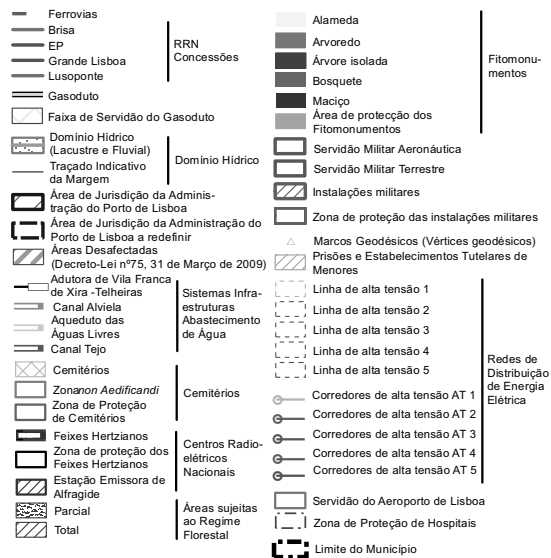 Ferrovias
Brisa
EP
Grande Lisboa
Lusoponte
RRN
Concessões
Gasoduto
Faixa de Servidão do Gasoduto
Domínio Hídrico
(Lacustre e Fluvial)
Traçado Indicativo
da Margem
Domínio Hídrico
Área de Jurisdição da Adminis-
tração do Porto de Lisboa
Área de Jurisdição da Administração do
Porto de Lisboa a redefinir
Áreas Desafectadas
(Decreto-Lei nº75, 31 de Março de 2009)
Adutora de Vila Franca
de Xira -Telheiras
Canal Alviela
Aqueduto das
Águas Livres
Canal Tejo
Sistemas Infra-
estruturas
Abastecimento
de Água
Cemitérios
Zona non Aedificandi
Zona de Proteção
de Cemitérios
Cemitérios
Feixes Hertzianos
Zona de proteção dos
Feixes Hertzianos
Estação Emissora de
Alfragide
Centros Radio-
elétricos
Nacionais
Parcial
Total
Áreas sujeitas
ao Regime
Florestal
Alameda
Arvoredo
Árvore isolada
Bosquete
Maciço
Área de protecção dos
Fitomonumentos
Fitomo-
numentos
Servidão Militar Aeronáutica
Servidão Militar Terrestre
Instalações militares
Zona de proteção das instalações militares
Marcos Geodésicos (Vértices geodésicos)
Prisões e Estabelecimentos Tutelares de
Menores
Linha de alta tensão 1
Linha de alta tensão 2
Linha de alta tensão 3
Linha de alta tensão 4
Linha de alta tensão 5
Corredores de alta tensão AT 1
Corredores de alta tensão AT 2
Corredores de alta tensão AT 3
Corredores de alta tensão AT 4
Corredores de alta tensão AT 5
Redes de
Distribuição
de Energia
Elétrica
Servidão do Aeroporto de Lisboa
Zona de Proteção de Hospitais
Limite do Município